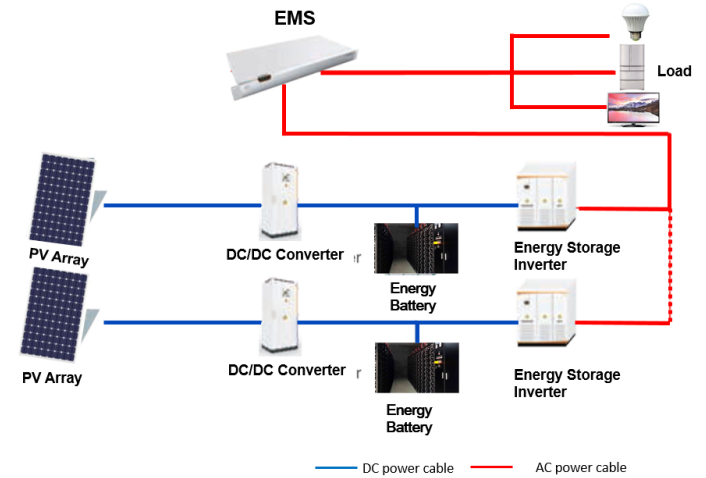 EMS
Load
PV Array
DC/DC Converter
r
Energy
Battery
Energy Storage
Inverter
PV Array
DC/DC Converter
r
Energy
Battery
Energy Storage
Inverter
DC power cable
AC power cable